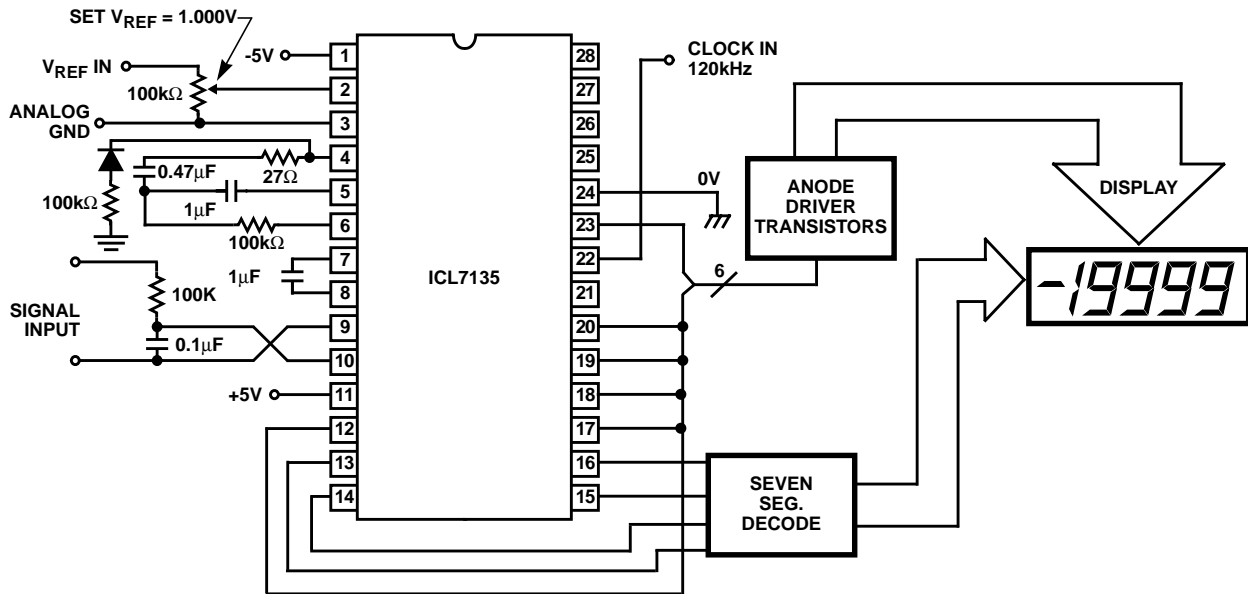 SET VREF = 1.000V
-5V
VREF IN
100kΩ
ANALOG
GND
0.47μF
27Ω
100kΩ
1μF
100kΩ
1μF
SIGNAL
INPUT
100K
0.1μF
+5V
1
2
3
4
5
6
7
8
9
10
11
12
13
14
ICL7135
28
27
26
25
24
23
22
21
20
19
18
17
16
15
CLOCK IN
120kHz
0V
6
ANODE
DRIVER
TRANSISTORS
DISPLAY
-19999
SEVEN
SEG.
DECODE